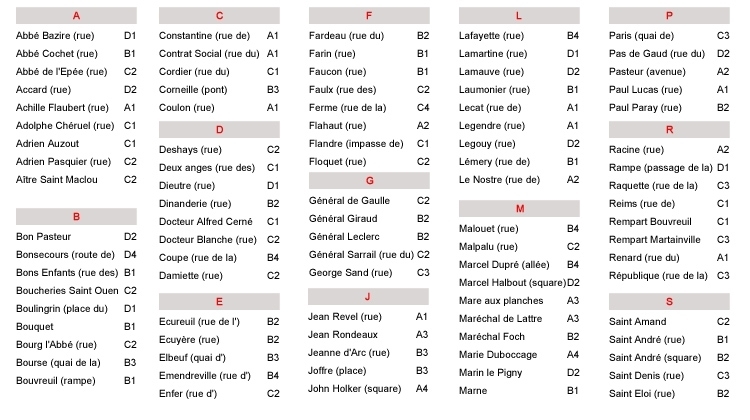 A
Abbé Bazire (rue) D1
Abbé Cochet (rue) B1
Abbé de l'Epée (rue) C2
Accard (rue) D2
Achille Flaubert (rue) A1
Adolphe Chéruel (rue) C1
Adrien Auzout C1
Adrien Pasquier (rue) C2
Aître Saint Maclou C2
B
Bon Pasteur D2
Bonsecours (route de) D4
Bons Enfants (rue des) B1
Boucheries Saint Ouen C2
Boulingrin (place du) D1
Bouquet B1
Bourg l'Abbé (rue) C2
Bourse (quai de la) B3
Bouvreuil (rampe) B1
C
Constantine (rue de) A1
Contrat Social (rue du) A1
Cordier (rue du) C1
Corneille (pont) B3
Coulon (rue) A1
D
Deshays (rue) C2
Deux anges (rue des) C1
Dieutre (rue) D1
Dinanderie (rue) B2
Docteur Alfred Cerné C1
Docteur Blanche (rue) C2
Coupe (rue de la) B4
Damiette (rue) C2
E
Ecureuil (rue de l') B2
Ecuyère (rue) B2
Elbeuf (quai d') B3
Emendreville (rue d') B4
Enfer (rue d') C2
F
Fardeau (rue du) B2
Farin (rue) B1
Faucon (rue) B1
Faulx (rue des) C2
Ferme (rue de la) C4
Flahaut (rue) A2
Flandre (impasse de) C1
Floquet (rue) C2
G
Général de Gaulle C2
Général Giraud B2
Général Leclerc B2
Général Sarrail (rue du) C2
George Sand (rue) C3
J
Jean Revel (rue) A1
Jean Rondeaux A3
Jeanne d'Arc (rue) B3
Joffre (place) B3
John Holker (square) A4
L
Lafayette (rue) B4
Lamartine (rue) D1
Lamauve (rue) D2
Laumonier (rue) B1
Lecat (rue de) A1
Legendre (rue) A1
Legouy (rue) D2
Lémery (rue de) B1
Le Nostre (rue de) A2
M
Malouet (rue) B4
Malpalu (rue) C2
Marcel Dupré (allée) B4
Marcel Halbout (square) D2
Mare aux planches A3
Maréchal de Lattre A3
Maréchal Foch B2
Marie Duboccage A4
Marin le Pigny D2
Marne B1
P
Paris (quai de) C3
Pas de Gaud (rue du) D2
Pasteur (avenue) A2
Paul Lucas (rue) A1
Paul Paray (rue) B2
R
Racine (rue) A2
Rampe (passage de la) D1
Raquette (rue de la) C3
Reims (rue de) C1
Rempart Bouvreuil C1
Rempart Martainville C3
Renard (rue du) A1
République (rue de la) C3
S
Saint Amand C2
Saint André (rue) B1
Saint André (square) B2
Saint Denis (rue) C3
Saint Eloi (rue) B2